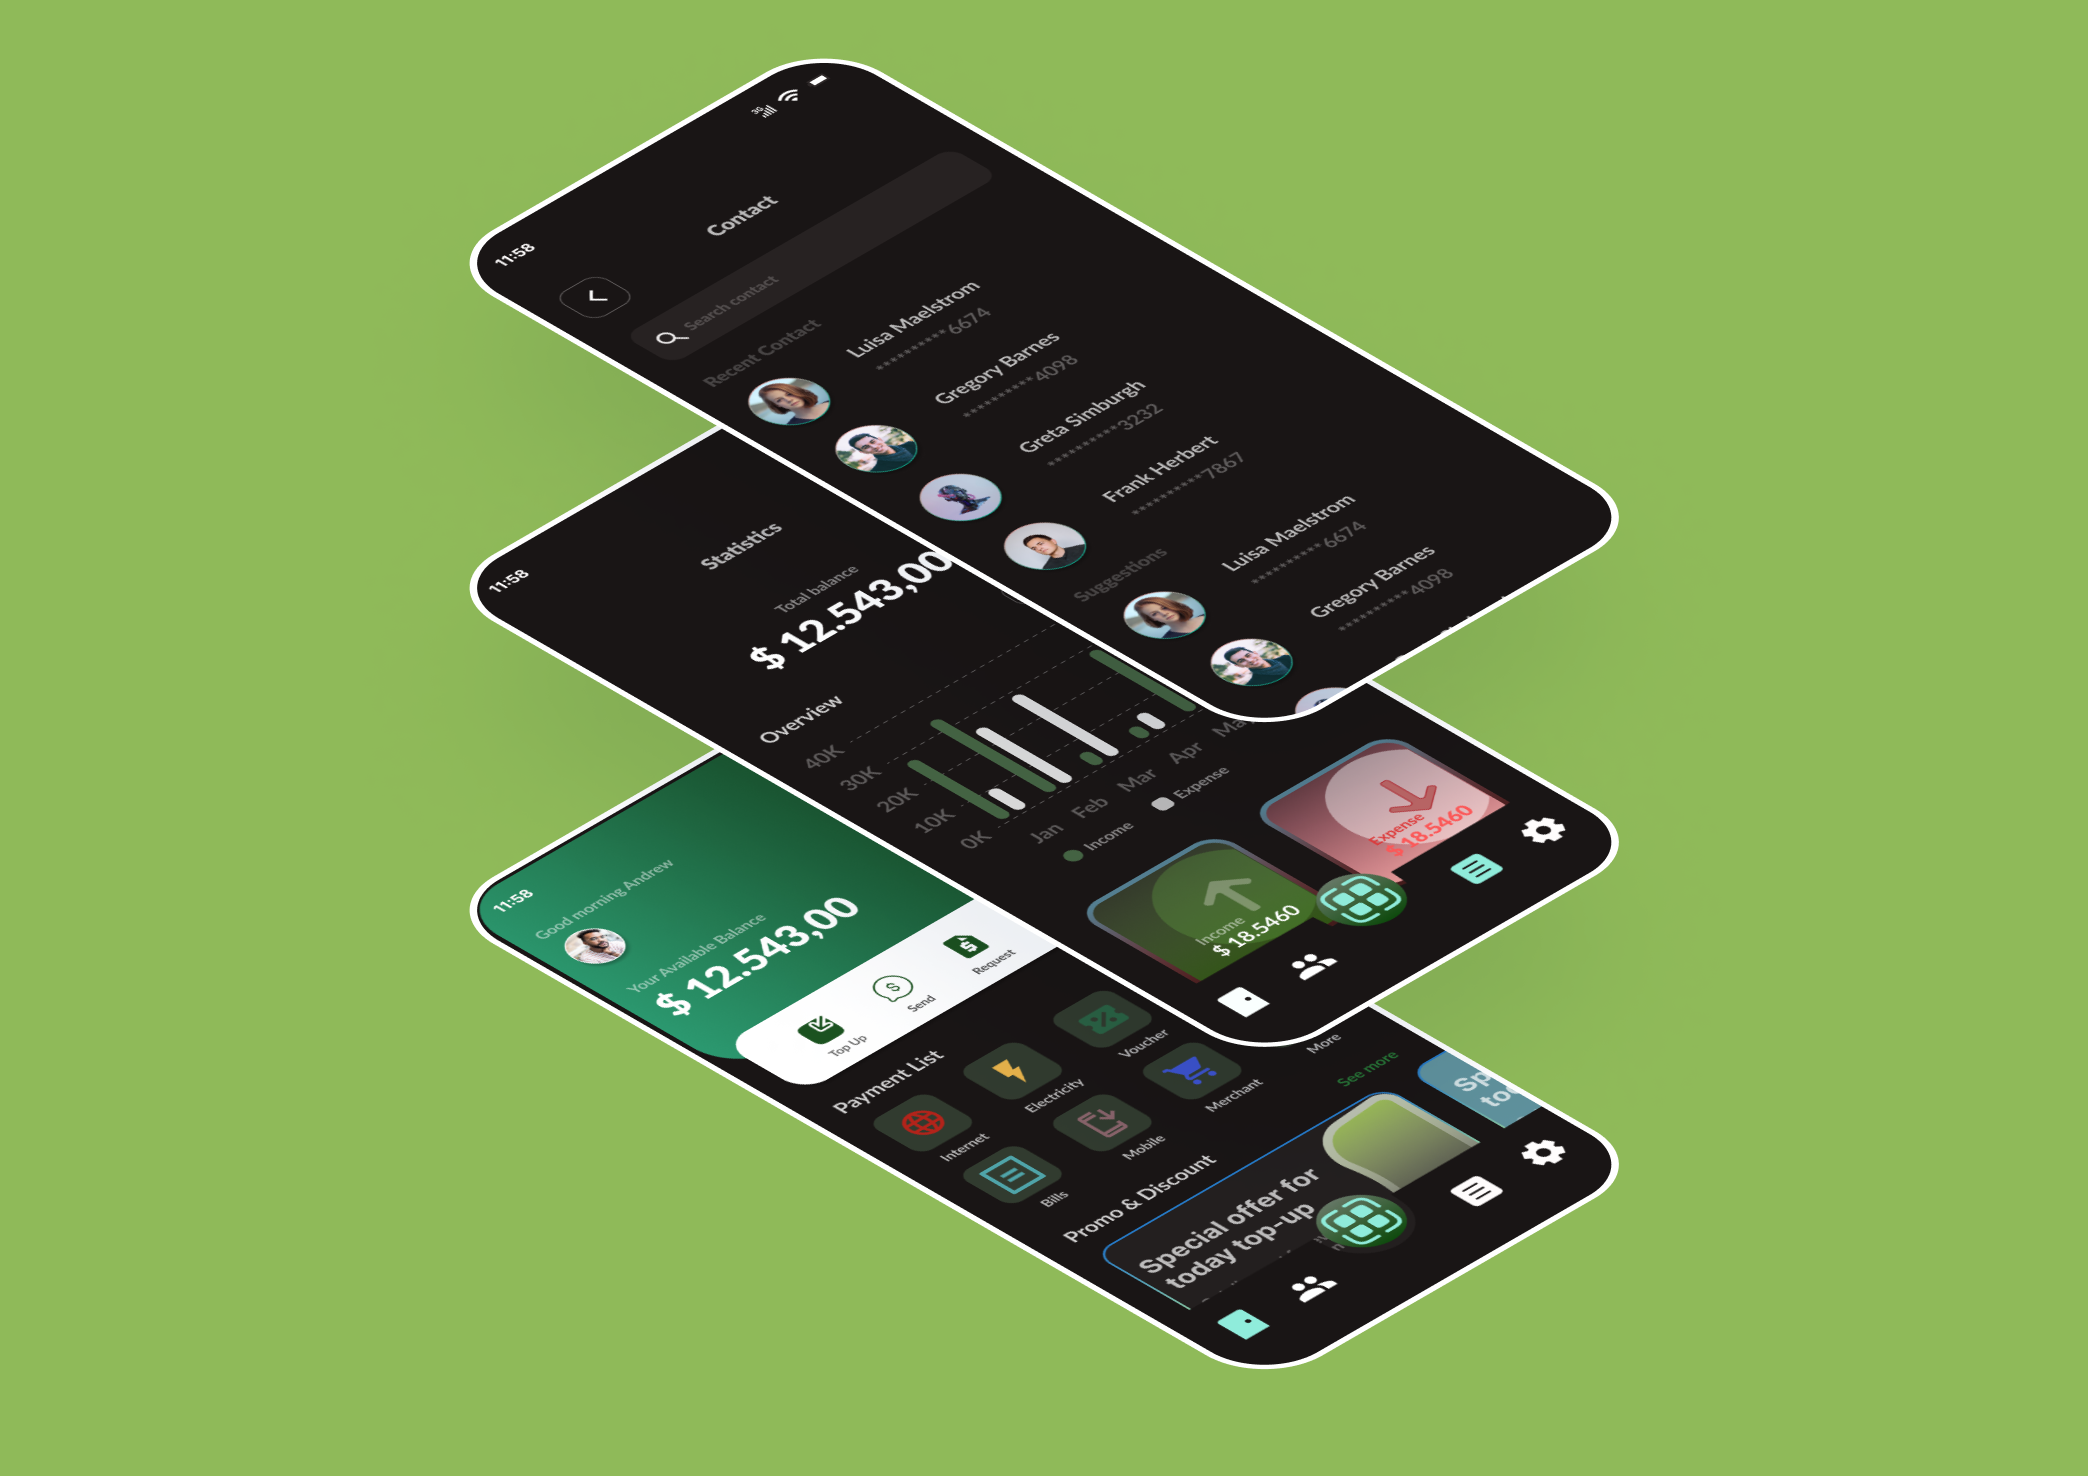 3G
11:58
Contact
Search contact
Recent Contact
Luisa Maelstrom
**********6674
Gregory Barnes
**********4098
Greta Simburgh
**********3232
Frank Herbert
**********7867
Suggestions
Luisa Maelstrom
**********6674
Gregory Barnes
**********4098
11:58
Statistics
Total balance
$ 12.543,00
Overview
40K
30K
20K
10K
0K
Jan
Feb
Mar
Apr
Income
Expense
Income
$ 18.5460
Expense
$ 18.5460
11:58
Good morning Andrew
Your Available Balance
$ 12.543,00
Top Up
Send
Request
Payment List
Internet
Electricity
Voucher
Bills
Mobile
Merchant
More
Promo & Discount
See more
Special offer for
today top-up